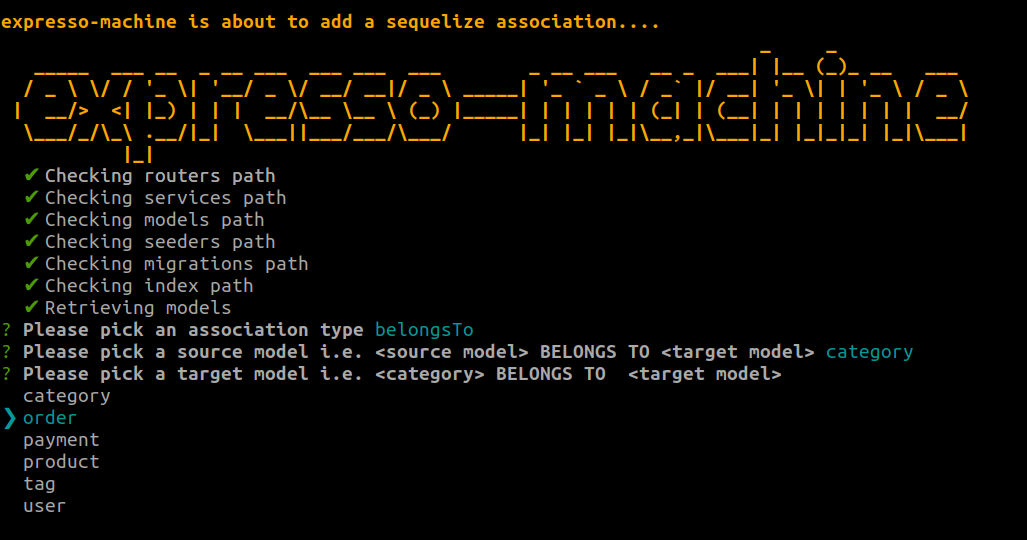 expresso-machine is about to add a sequelize association....
expresso-machine
✔ Checking routers path
✔ Checking services path
✔ Checking models path
✔ Checking seeders path
✔ Checking migrations path
✔ Checking index path
✔ Retrieving models
? Please pick an association type belongsTo
? Please pick a source model i.e. <source model> BELONGS TO <target model> category
? Please pick a target model i.e. <category> BELONGS TO  <target model>
category
❯ order
payment
product
tag
user